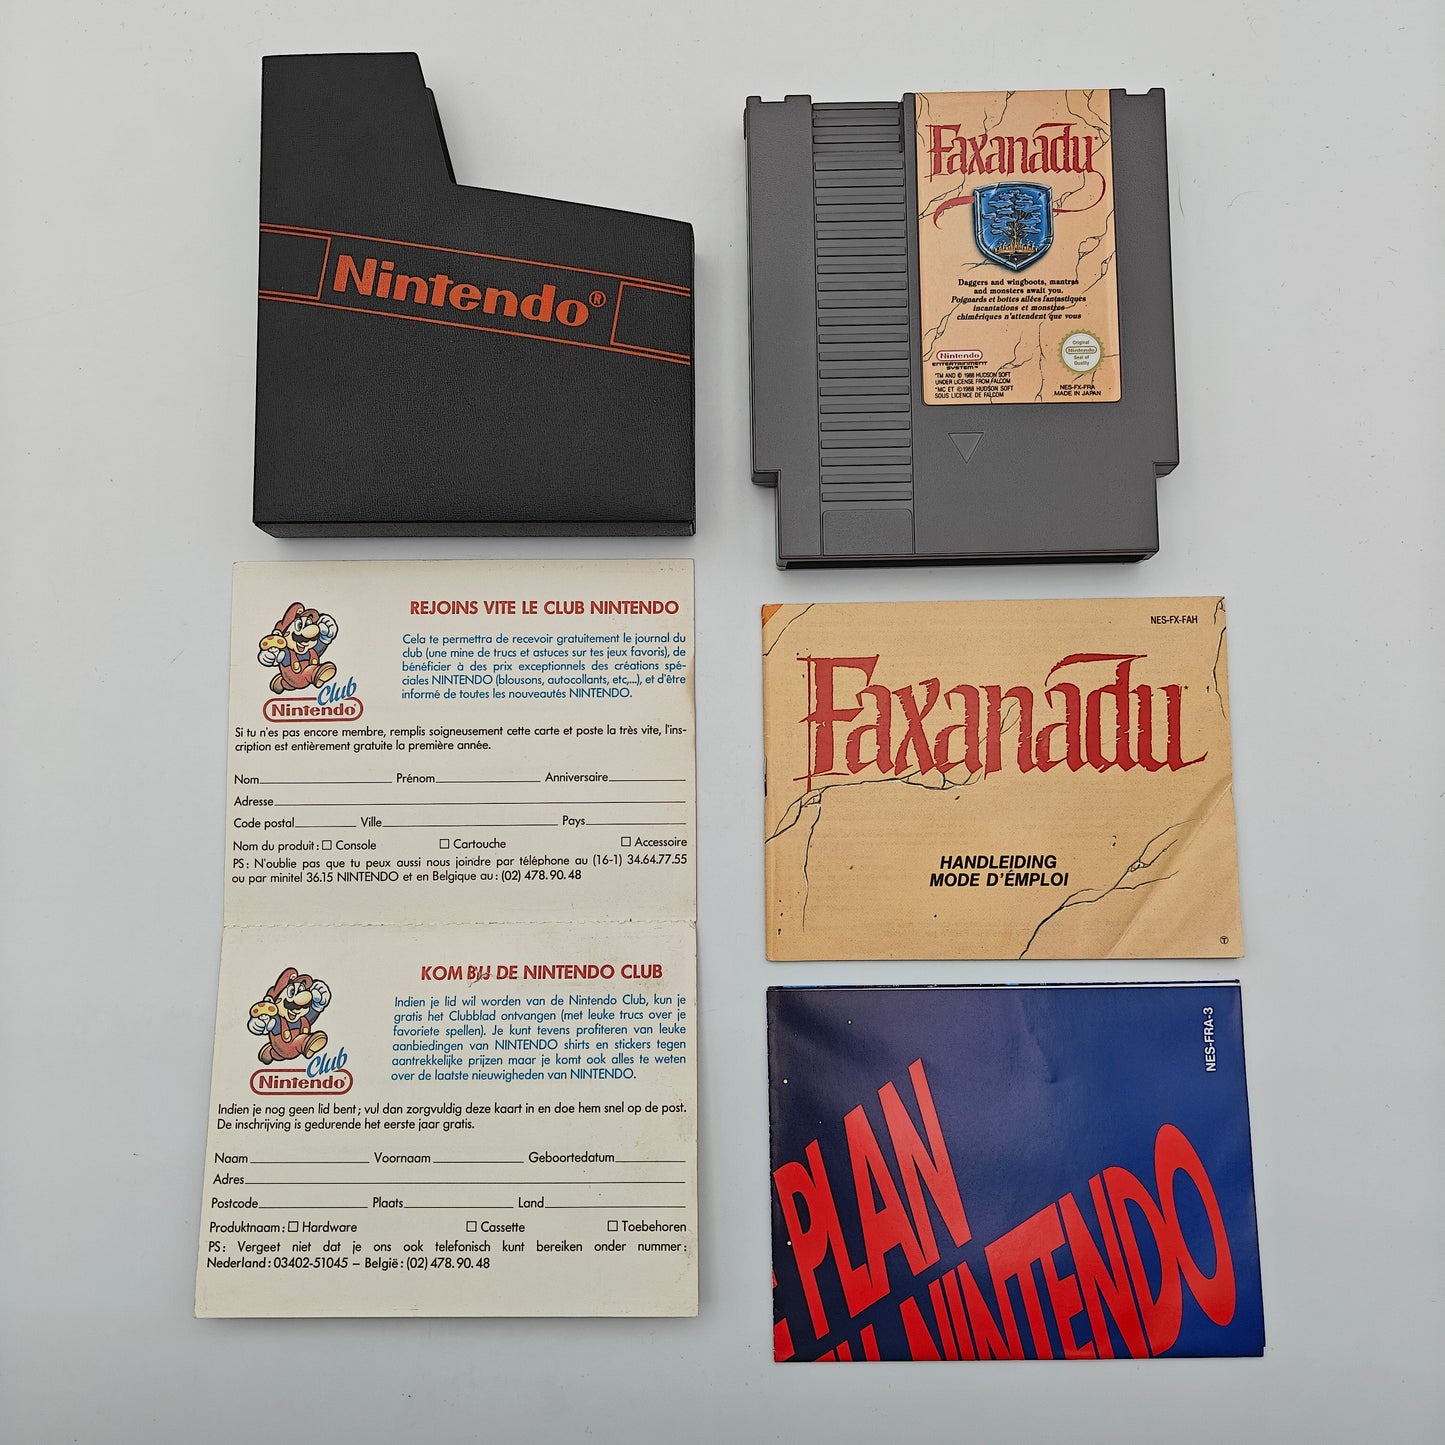 Nintendo®
Faxanadu
Daggers and wingboots, mantras
and monsters await you.
Poignards et bottes ailées fantastiques
incantations et monstres
chimériques n'attendent que vous
Nintendo
ENTERTAINMENT
SYSTEM™
Original
Nintendo
Seal of
Quality
™ AND © 1988 HUDSON SOFT
UNDER LICENSE FROM FALCOM
*MC ET © 1988 HUDSON SOFT
SOUS LICENCE DE FALCOM
NES-FX-FRA
MADE IN JAPAN
REJOINS VITE LE CLUB NINTENDO
Cela te permettra de recevoir gratuitement le journal du
club (une mine de trucs et astuces sur tes jeux favoris), de
bénéficier à des prix exceptionnels des créations spé-
ciales NINTENDO (blousons, autocollants, etc,...), et d'être
informé de toutes les nouveautés NINTENDO.
Club
Nintendo
Si tu n'es pas encore membre, remplis soigneusement cette carte et poste la très vite, l'ins-
cription est entièrement gratuite la première année.
Nom Prénom Anniversaire
Adresse
Code postal Ville Pays
Nom du produit : ☐ Console ☐ Cartouche ☐ Accessoire
PS : N'oublie pas que tu peux aussi nous joindre par téléphone au (16-1) 34.64.77.55
ou par minitel 36.15 NINTENDO et en Belgique au : (02) 478.90.48
KOM BIJ DE NINTENDO CLUB
Indien je lid wil worden van de Nintendo Club, kun je
gratis het Clubblad ontvangen (met leuke trucs over je
favoriete spellen). Je kunt tevens profiteren van leuke
aanbiedingen van NINTENDO shirts en stickers tegen
aantrekkelijke prijzen maar je komt ook alles te weten
over de laatste nieuwigheden van NINTENDO.
Club
Nintendo
Indien je nog geen lid bent ; vul dan zorgvuldig deze kaart in en doe hem snel op de post.
De inschrijving is gedurende het eerste jaar gratis.
Naam Voornaam Geboortedatum
Adres
Postcode Plaats Land
Produktnaam : ☐ Hardware ☐ Cassette ☐ Toebehoren
PS : Vergeet niet dat je ons ook telefonisch kunt bereiken onder nummer :
Nederland : 03402-51045 – België : (02) 478.90.48
NES-FX-FAH
Faxanadu
HANDLEIDING
MODE D'ÉMPLOI
NES-FRA-3
PLAN
NINTENDO